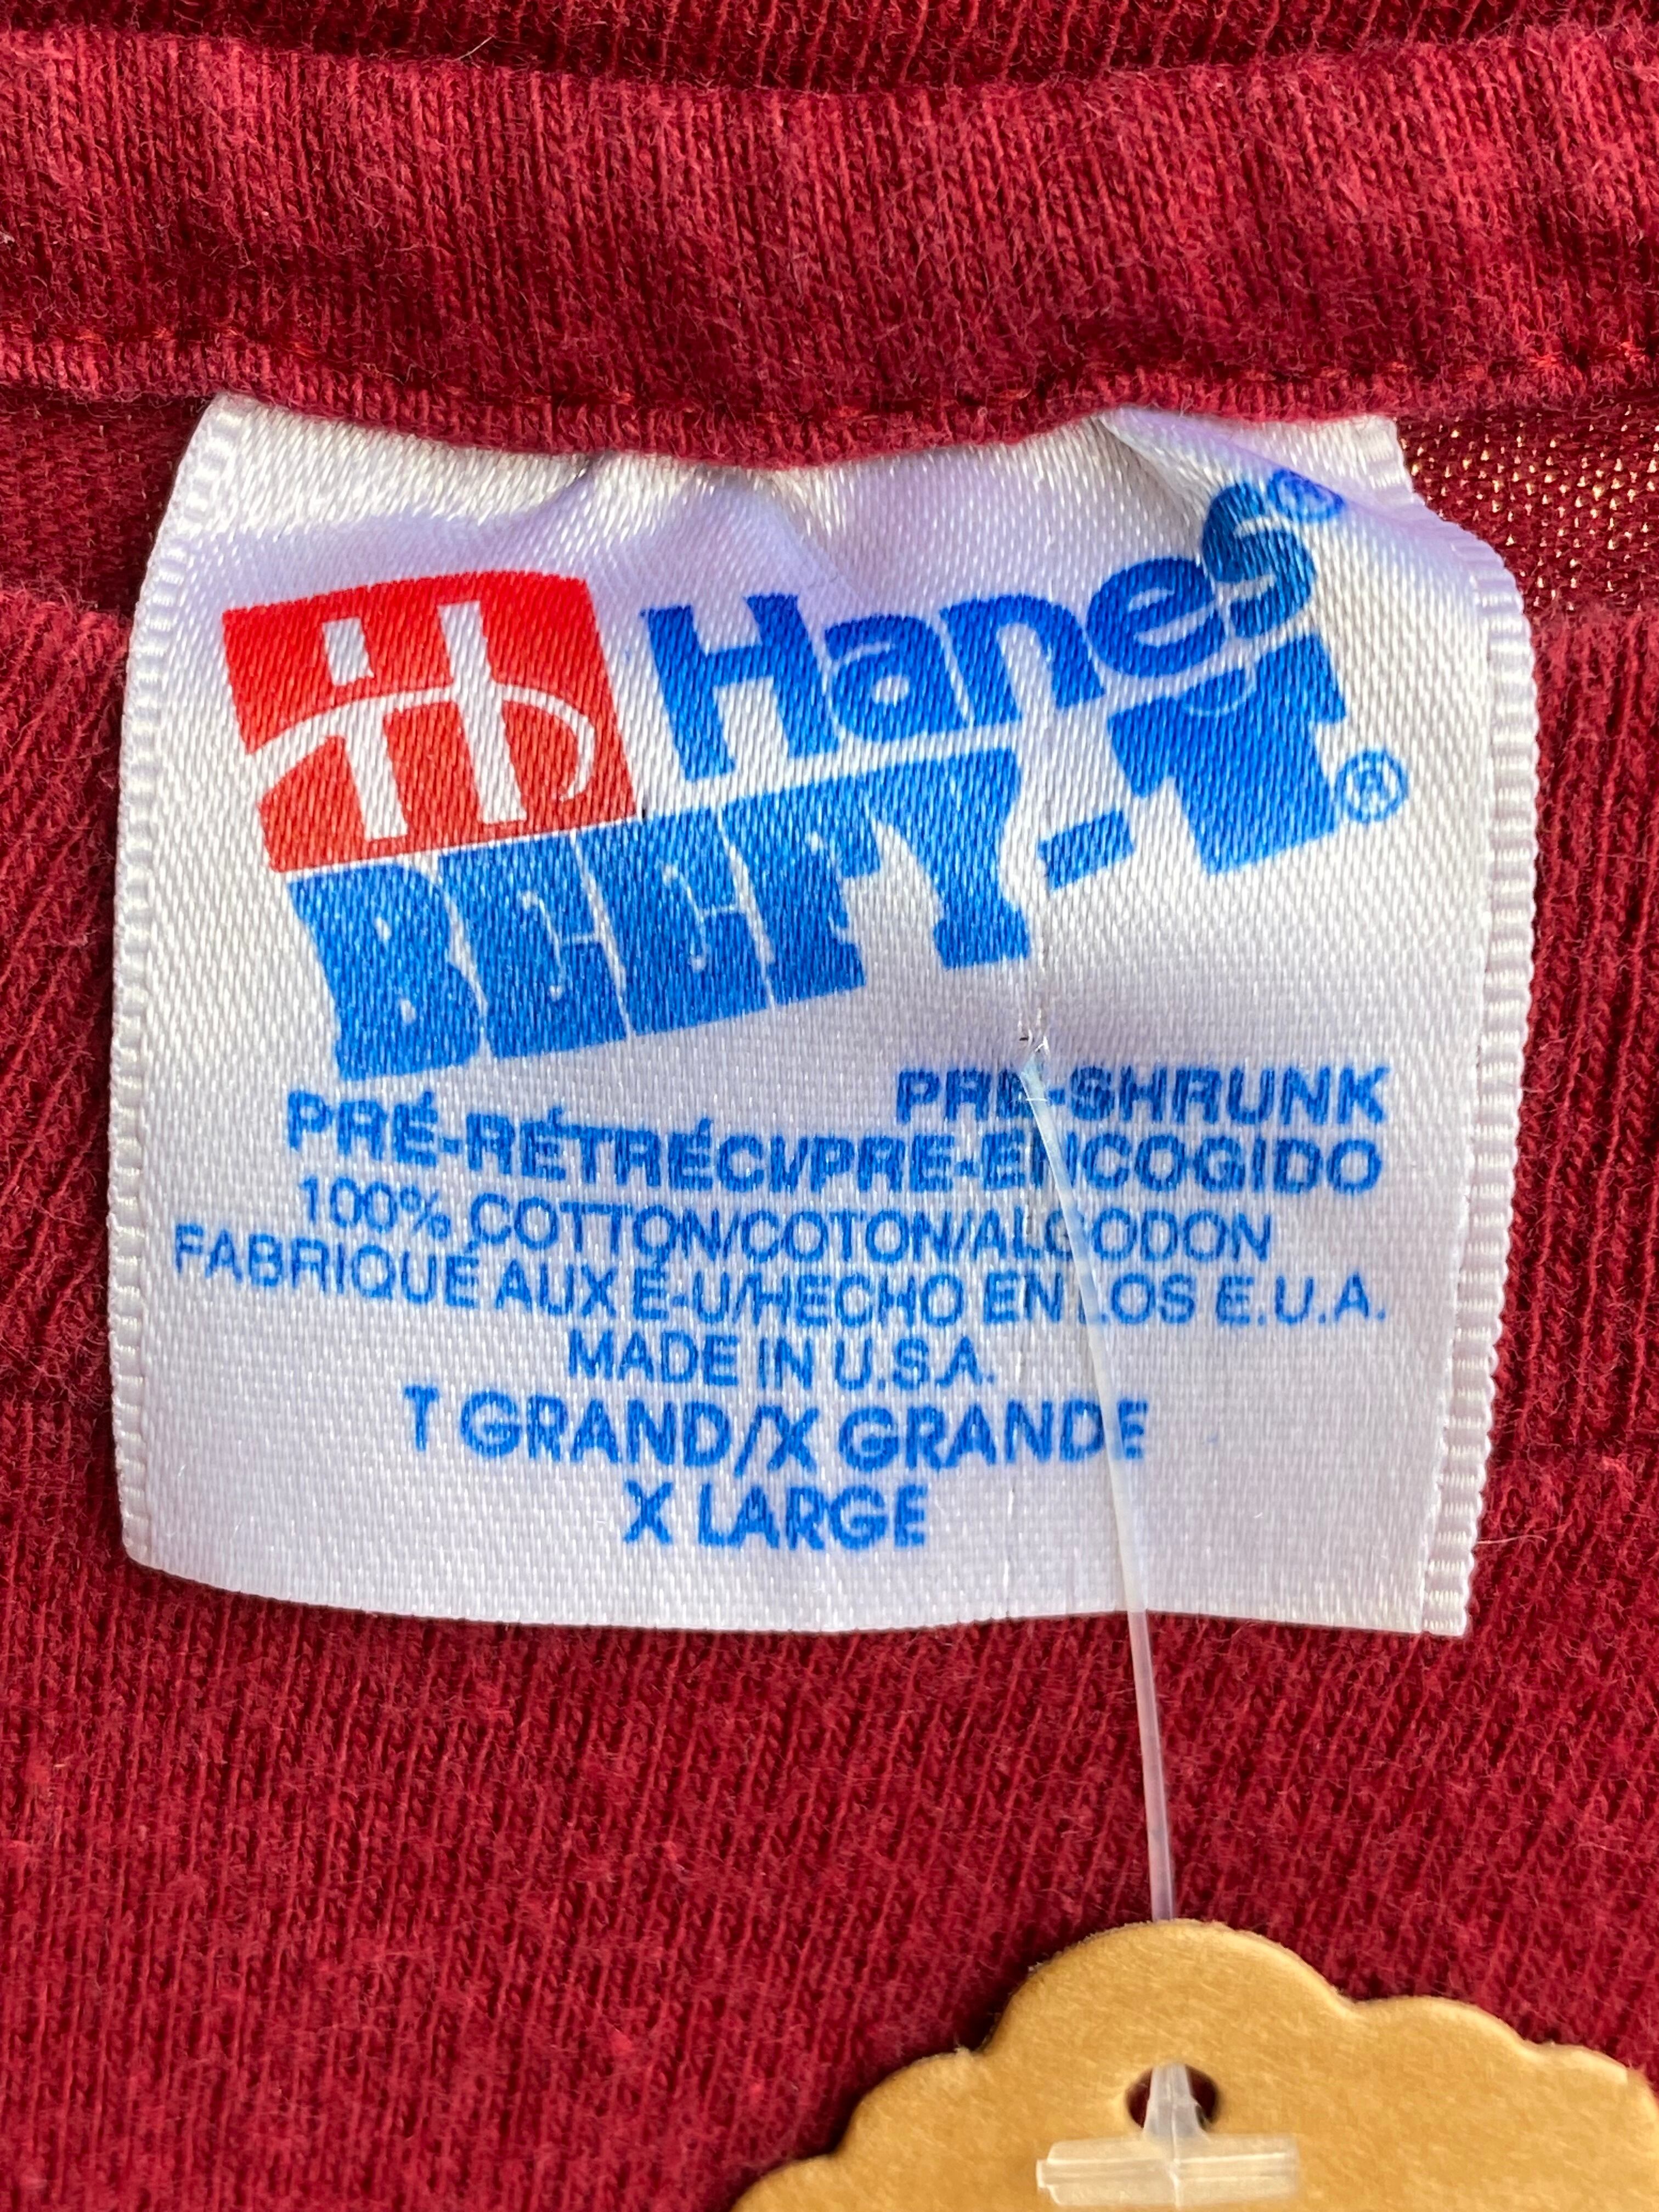 Hanes®
BEEFY-T®
PRE-SHRUNK
PRÉ-RÉTRÉCI/PRE-ENCOGIDO
100% COTTON/COTON/ALGODON
FABRIQUÉ AUX É-U/HECHO EN LOS E.U.A.
MADE IN U.S.A.
T GRAND/X GRANDE
X LARGE